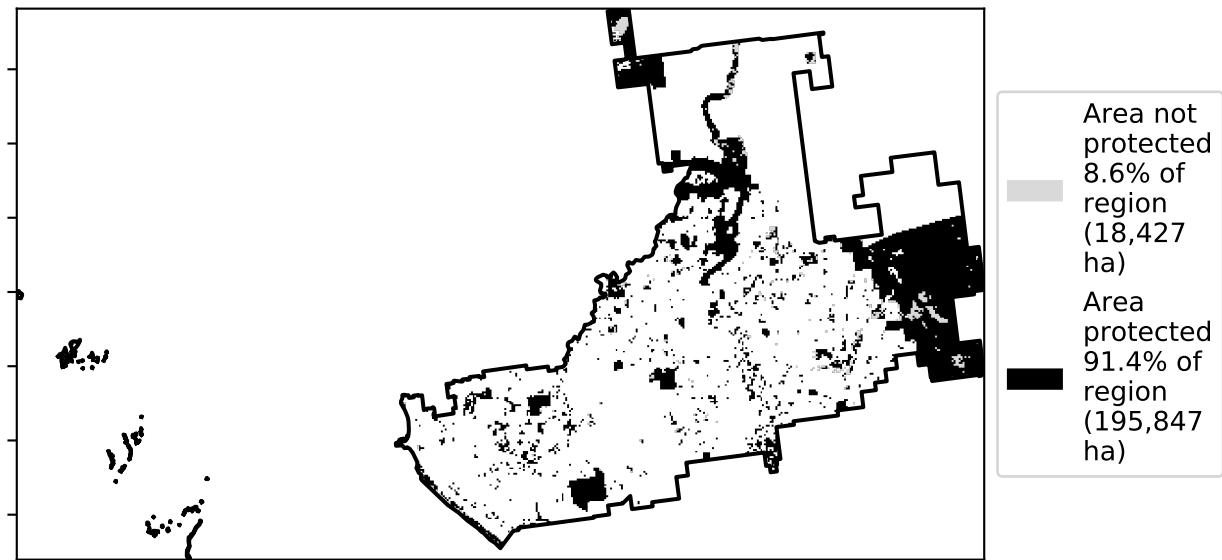 Area not
protected
8.6% of
region
(18,427
ha)
Area
protected
91.4% of
region
(195,847
ha)